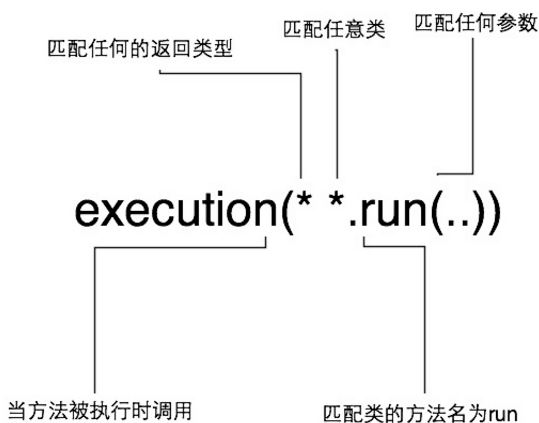 匹配任何的返回类型
匹配任意类
匹配任何参数
execution(* *.run(..))
当方法被执行时调用
匹配类的方法名为run